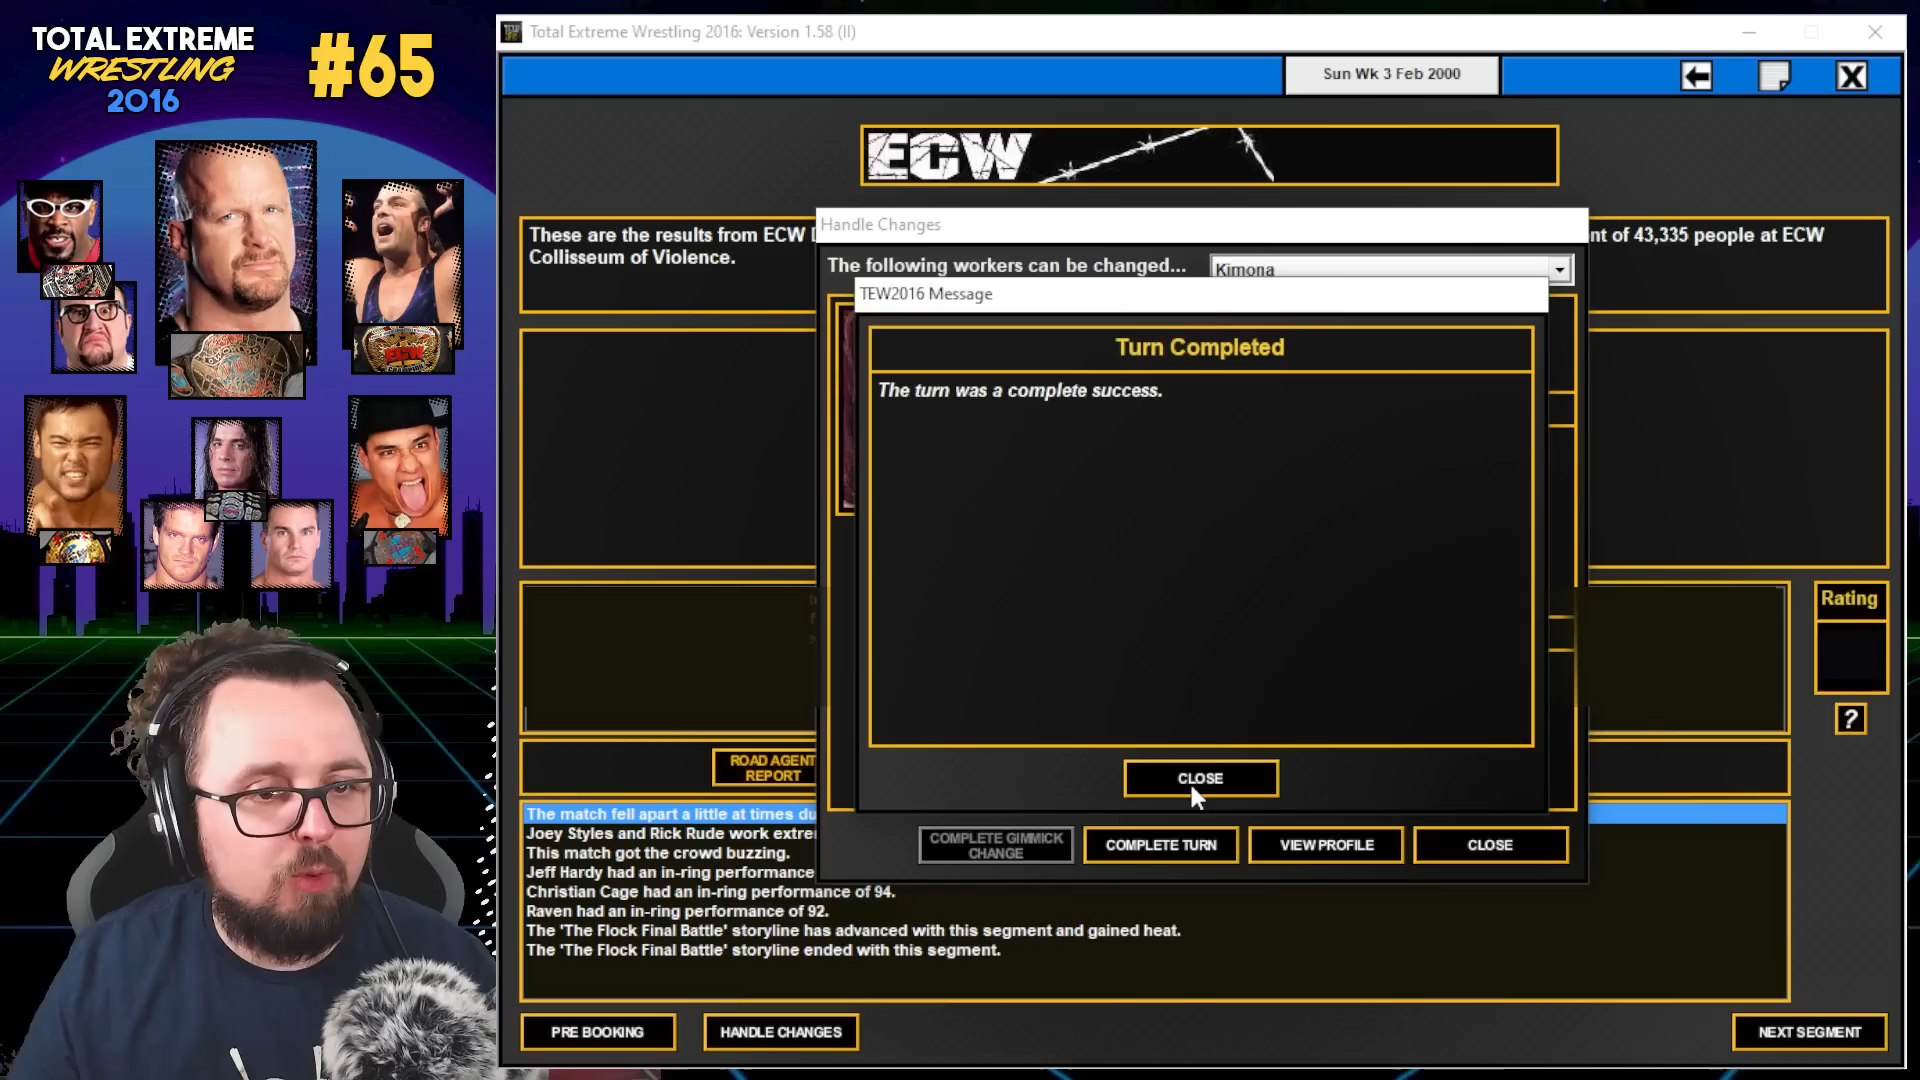 TOTAL EXTREME
WRESTLING
2016
#65
Total Extreme Wrestling 2016: Version 1.58 (II)
Sun Wk 3 Feb 2000
X
ECW
These are the results from ECW
nt of 43,335 people at ECW
Collisseum of Violence.
Handle Changes
The following workers can be changed...
Kimona
TEW2016 Message
Turn Completed
The turn was a complete success.
CLOSE
Rating
?
ROAD AGENT
REPORT
COMPLETE GIMMICK
CHANGE
COMPLETE TURN
VIEW PROFILE
CLOSE
The match fell apart a little at times du
Joey Styles and Rick Rude work extre
This match got the crowd buzzing.
Jeff Hardy had an in-ring performance
Christian Cage had an in-ring performance of 94.
Raven had an in-ring performance of 92.
The 'The Flock Final Battle' storyline has advanced with this segment and gained heat.
The 'The Flock Final Battle' storyline ended with this segment.
PRE BOOKING
HANDLE CHANGES
NEXT SEGMENT